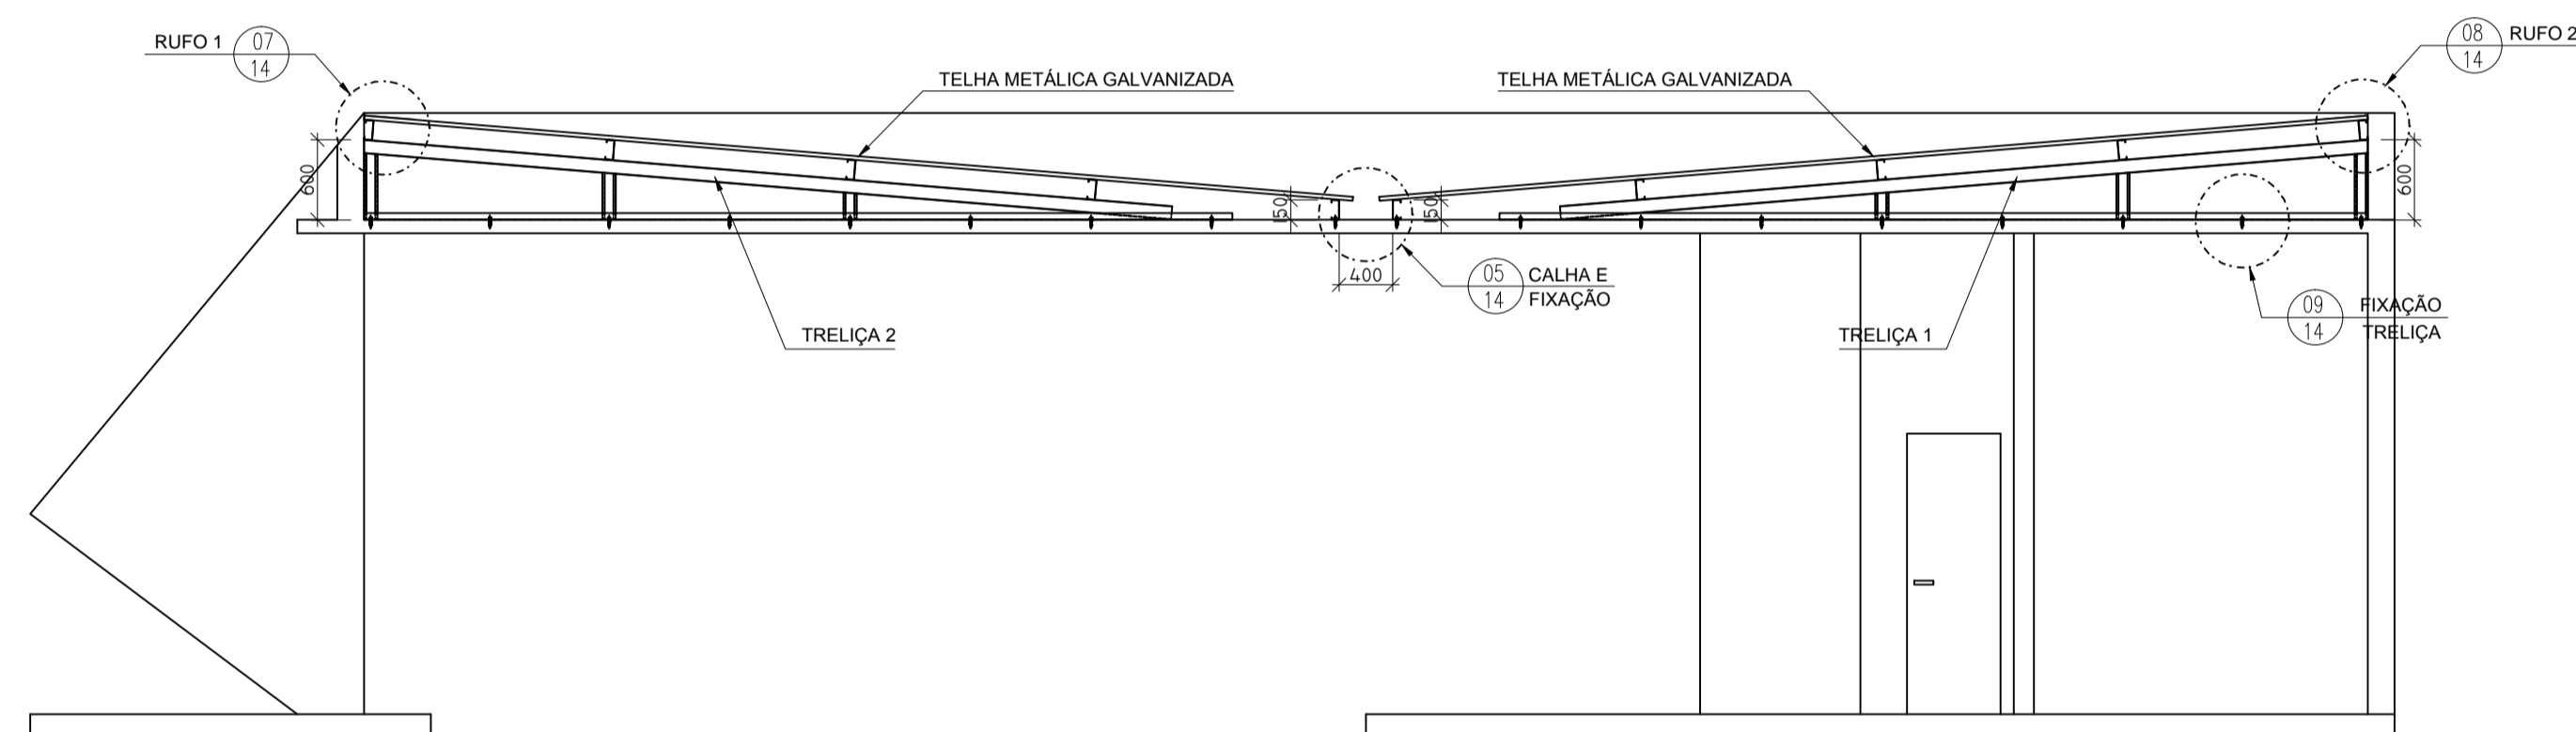 RUFO 1
07
14
TELHA METÁLICA GALVANIZADA
TELHA METÁLICA GALVANIZADA
08
14
RUFO 2
600
150
150
600
400
05
14
CALHA E
FIXAÇÃO
09
14
FIXAÇÃO
TRELIÇA
TRELIÇA 2
TRELIÇA 1